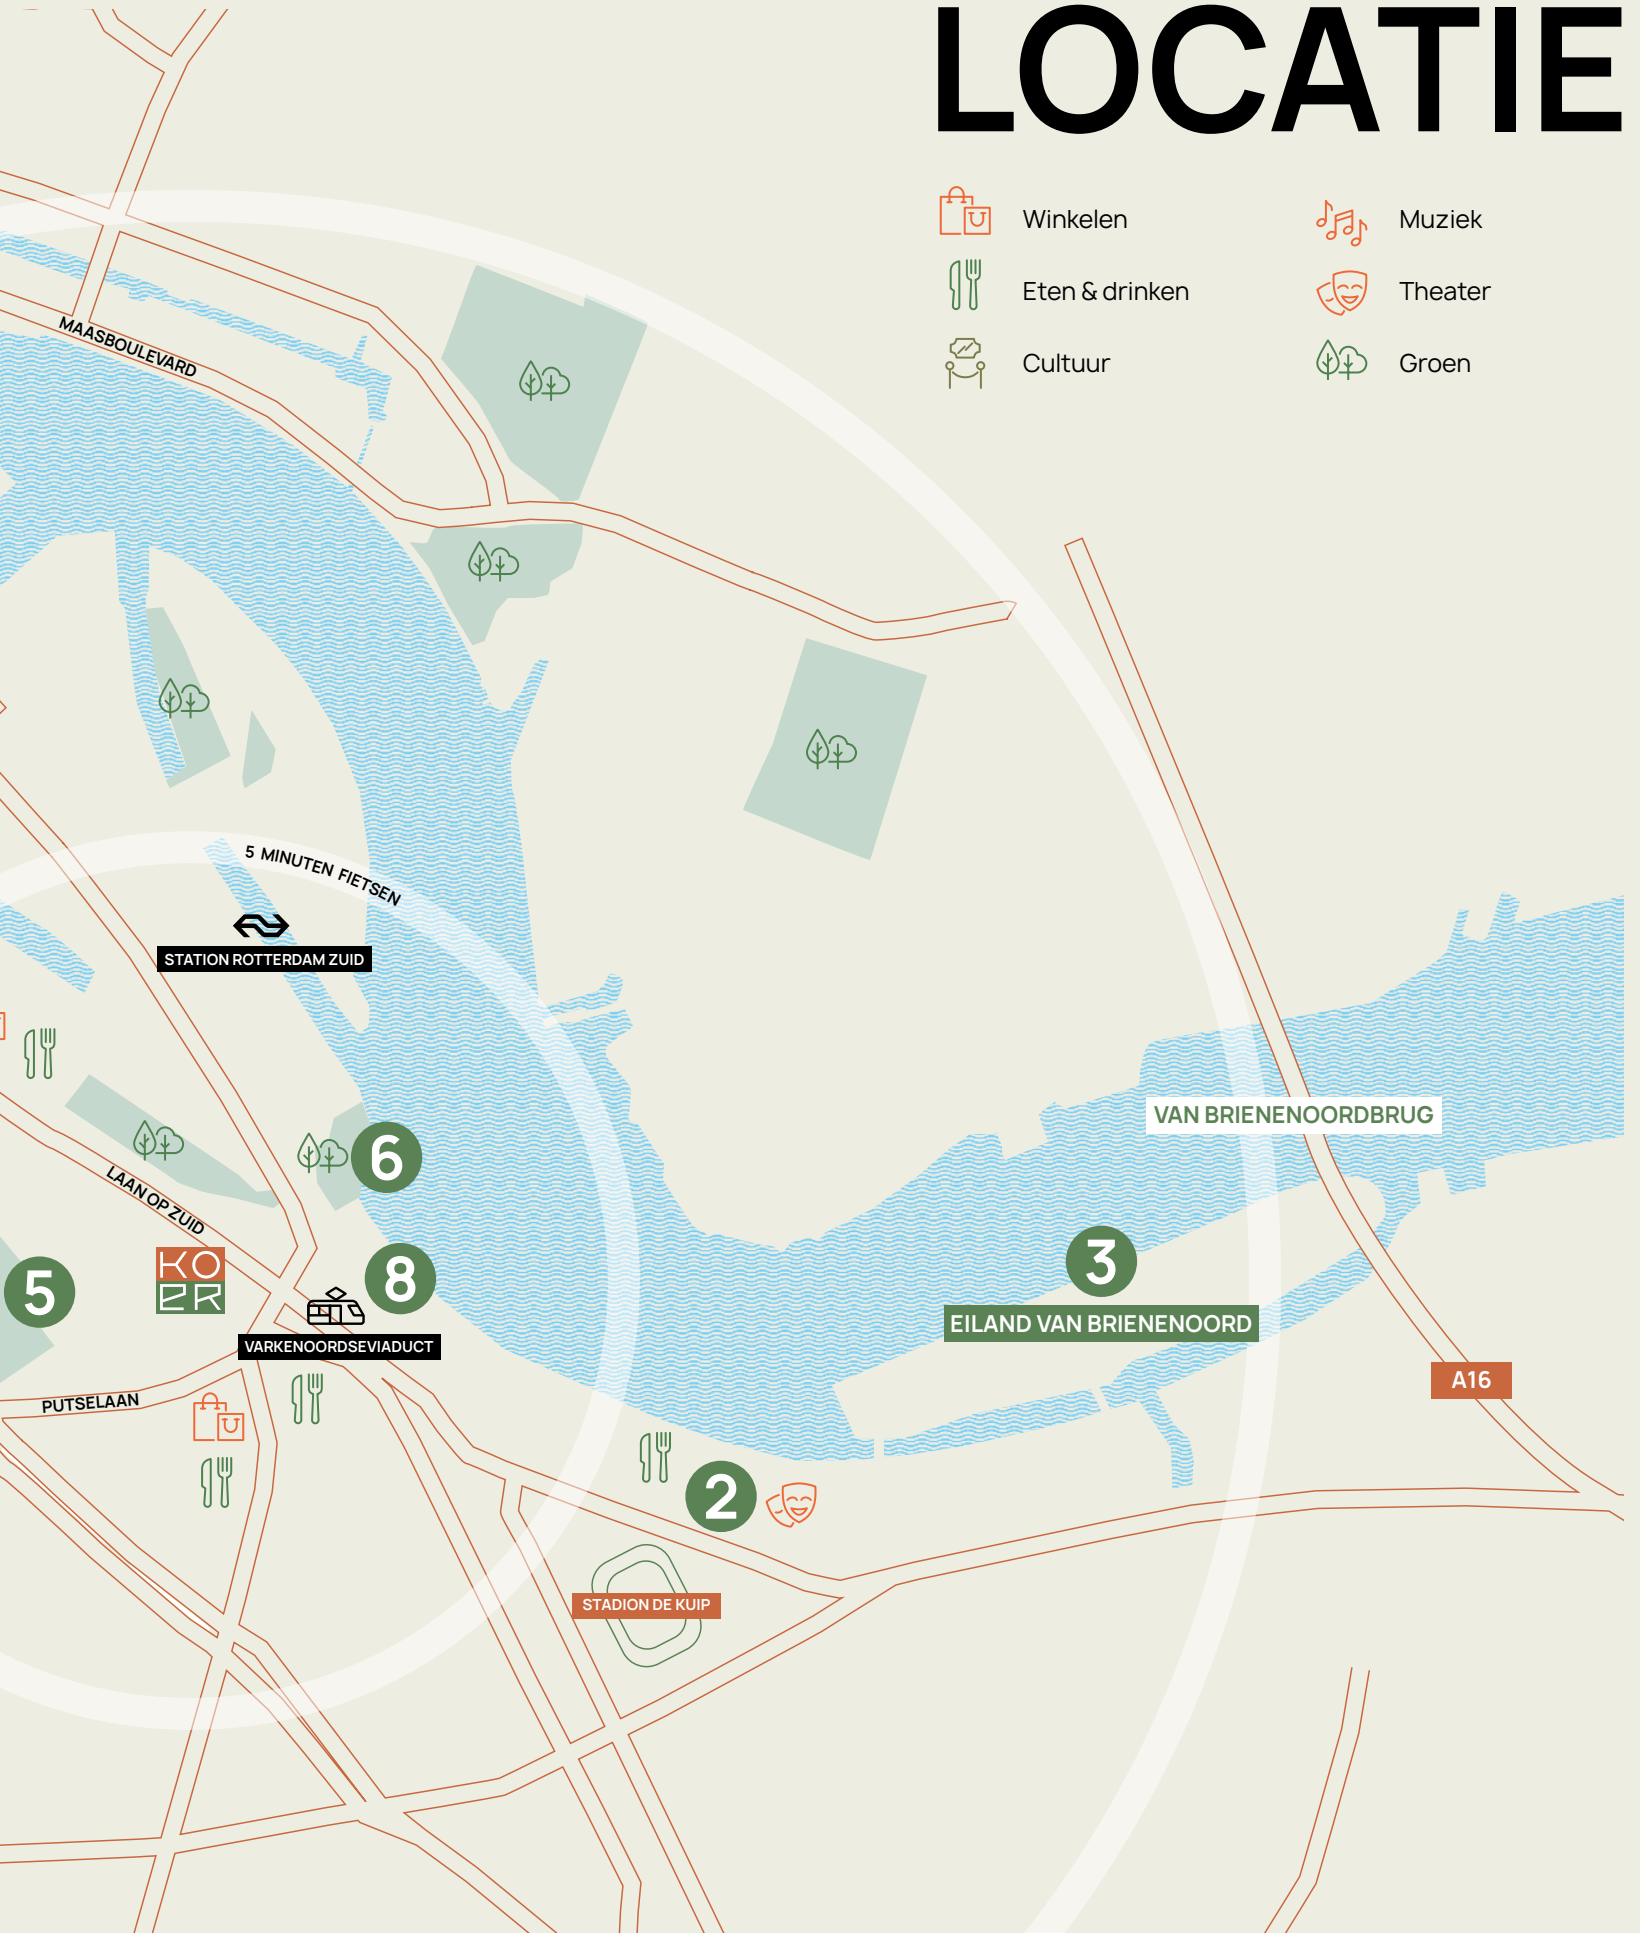 LOCATIE
Winkelen
Muziek
Eten & drinken
Theater
Cultuur
Groen
MAASBOULEVARD
5 MINUTEN FIETSEN
STATION ROTTERDAM ZUID
VAN BRIENENOORDBRUG
6
LAAN OP ZUID
KO
ER
5
8
3
EILAND VAN BRIENENOORD
VARKENOORDSEVIADUCT
A16
PUTSELAAN
2
STADION DE KUIP